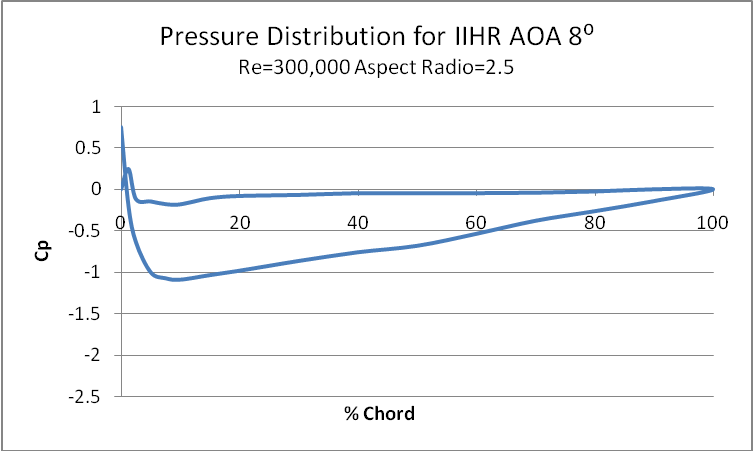 Pressure Distribution for IIHR AOA 8⁰
Re=300,000 Aspect Radio=2.5
1
0.5
0
-0.5
-1
-1.5
-2
-2.5
0 20 40 60 80 100
Cp
% Chord